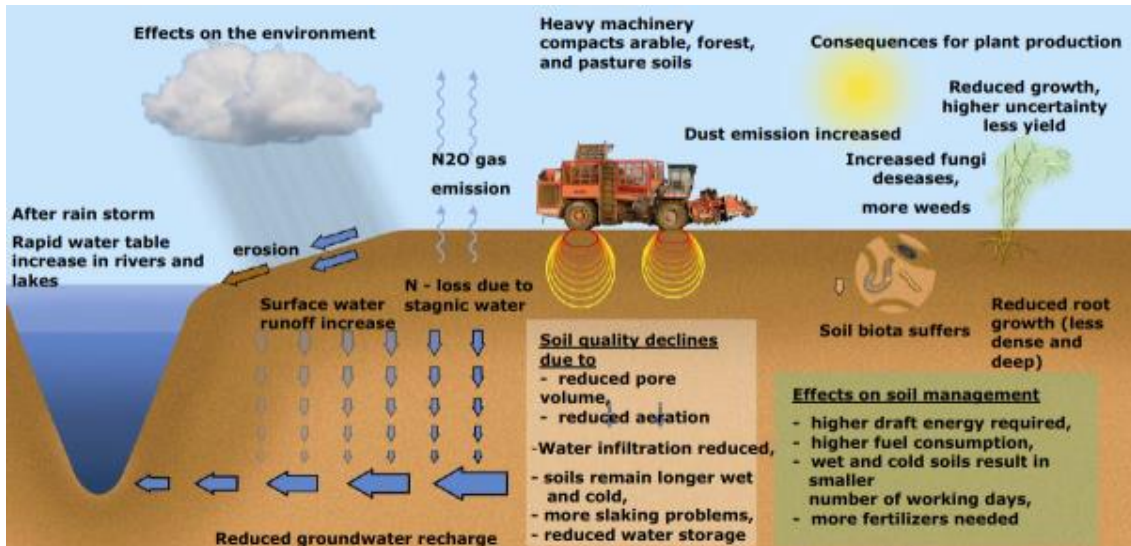 Effects on the environment
Heavy machinery
compacts arable, forest,
and pasture soils
Consequences for plant production
Reduced growth,
higher uncertainty
less yield
Dust emission increased
Increased fungi
deseases,
more weeds
N2O gas
emission
After rain storm
Rapid water table
increase in rivers and
lakes
erosion
N - loss due to
stagnic water
Surface water
runoff increase
Soil biota suffers
Reduced root
growth (less
dense and
deep)
Soil quality declines
due to
- reduced pore
volume,
- reduced aeration
-Water infiltration reduced,
- soils remain longer wet
and cold,
- more slaking problems,
- reduced water storage
Effects on soil management
- higher draft energy required,
- higher fuel consumption,
- wet and cold soils result in
smaller
number of working days,
- more fertilizers needed
Reduced groundwater recharge